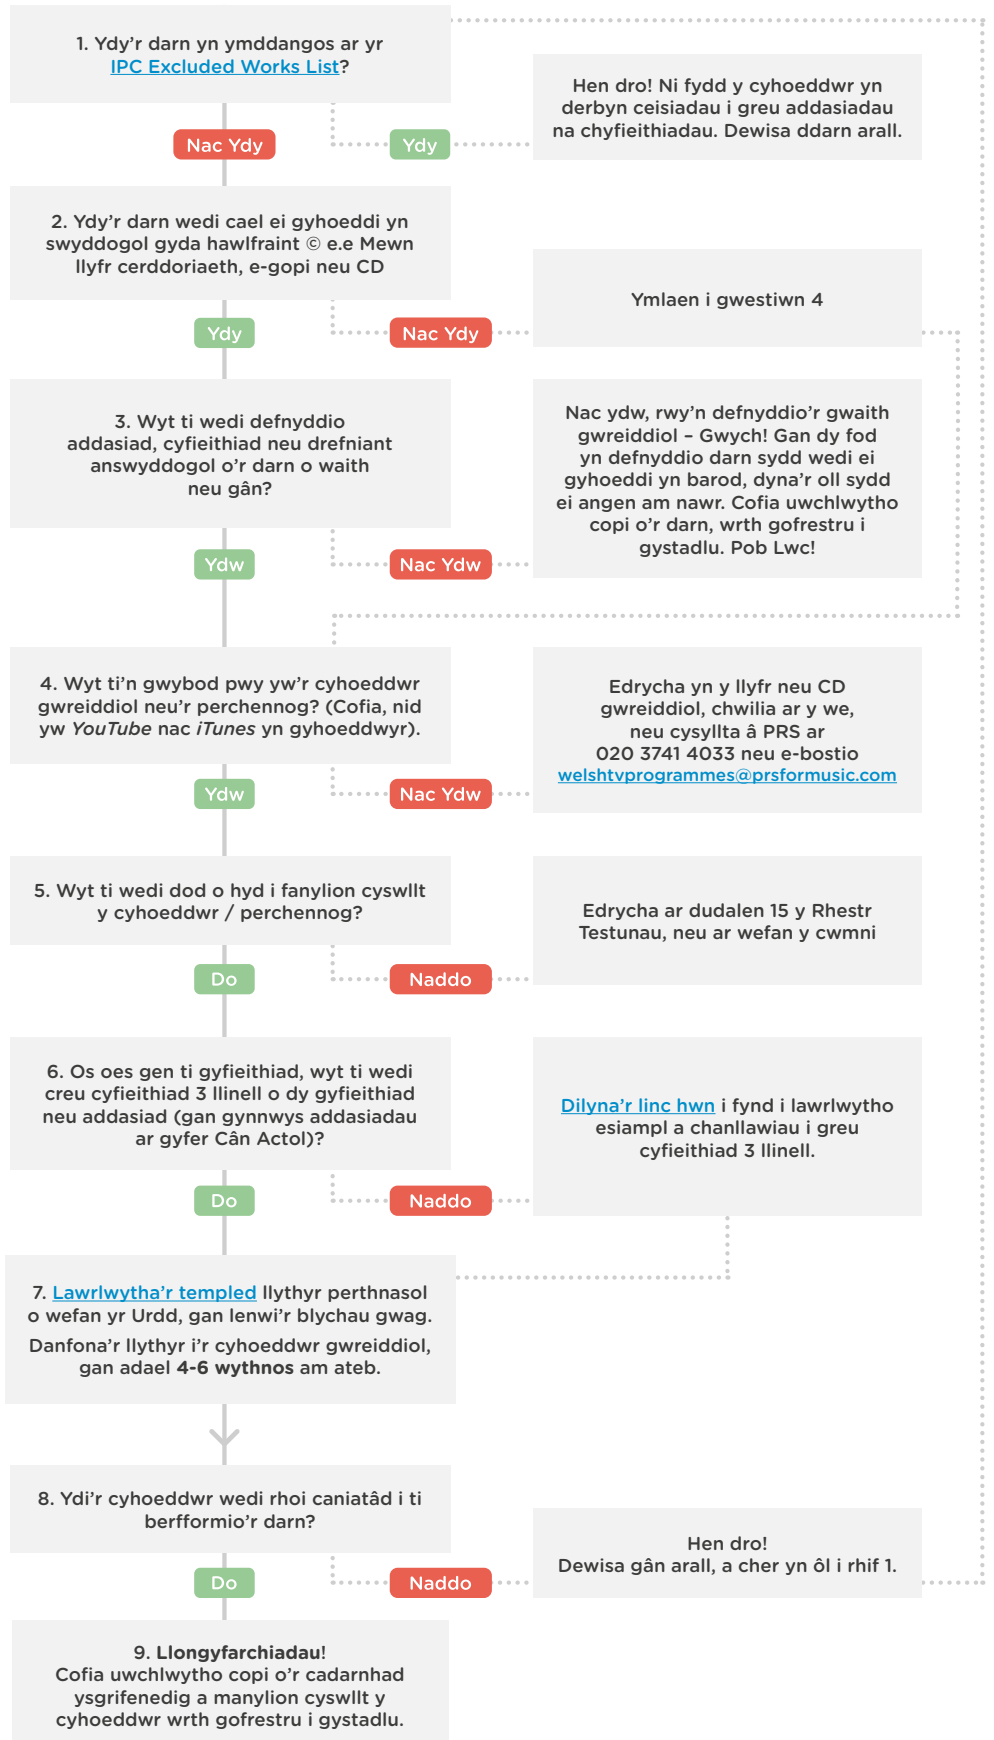 1. Ydy’r darn yn ymddangos ar yr
IPC Excluded Works List?
Hen dro! Ni fydd y cyhoeddwr yn
derbyn ceisiadau i greu addasiadau
na chyfieithiadau. Dewisa ddarn arall.
Nac Ydy
Ydy
2. Ydy’r darn wedi cael ei gyhoeddi yn
swyddogol gyda hawlfraint © e.e Mewn
llyfr cerddoriaeth, e-gopi neu CD
Ymlaen i gwestiwn 4
Ydy
Nac Ydy
3. Wyt ti wedi defnyddio
addasiad, cyfieithiad neu drefniant
answyddogol o’r darn o waith
neu gân?
Nac ydw, rwy’n defnyddio’r gwaith
gwreiddiol – Gwych! Gan dy fod
yn defnyddio darn sydd wedi ei
gyhoeddi yn barod, dyna’r oll sydd
ei angen am nawr. Cofia uwchlwytho
copi o’r darn, wrth gofrestru i
gystadlu. Pob Lwc!
Ydw
Nac Ydw
4. Wyt ti’n gwybod pwy yw’r cyhoeddwr
gwreiddiol neu’r perchennog? (Cofia, nid
yw YouTube nac iTunes yn gyhoeddwyr).
Edrycha yn y llyfr neu CD
gwreiddiol, chwilia ar y we,
neu cysyllta â PRS ar
020 3741 4033 neu e-bostio
welshtvprogrammes@prsformusic.com
Ydw
Nac Ydw
5. Wyt ti wedi dod o hyd i fanylion cyswllt
y cyhoeddwr / perchennog?
Edrycha ar dudalen 15 y Rhestr
Testunau, neu ar wefan y cwmni
Do
Naddo
6. Os oes gen ti gyfieithiad, wyt ti wedi
creu cyfieithiad 3 llinell o dy gyfieithiad
neu addasiad (gan gynnwys addasiadau
ar gyfer Cân Actol)?
Dilyna’r linc hwn i fynd i lawrlwytho
esiampl a chanllawiau i greu
cyfieithiad 3 llinell.
Do
Naddo
7. Lawrlwytha’r templed llythyr perthnasol
o wefan yr Urdd, gan lenwi’r blychau gwag.
Danfona’r llythyr i’r cyhoeddwr gwreiddiol,
gan adael 4-6 wythnos am ateb.
8. Ydi’r cyhoeddwr wedi rhoi caniatâd i ti
berfformio’r darn?
Hen dro!
Dewisa gân arall, a cher yn ôl i rhif 1.
Do
Naddo
9. Llongyfarchiadau!
Cofia uwchlwytho copi o’r cadarnhad
ysgrifenedig a manylion cyswllt y
cyhoeddwr wrth gofrestru i gystadlu.